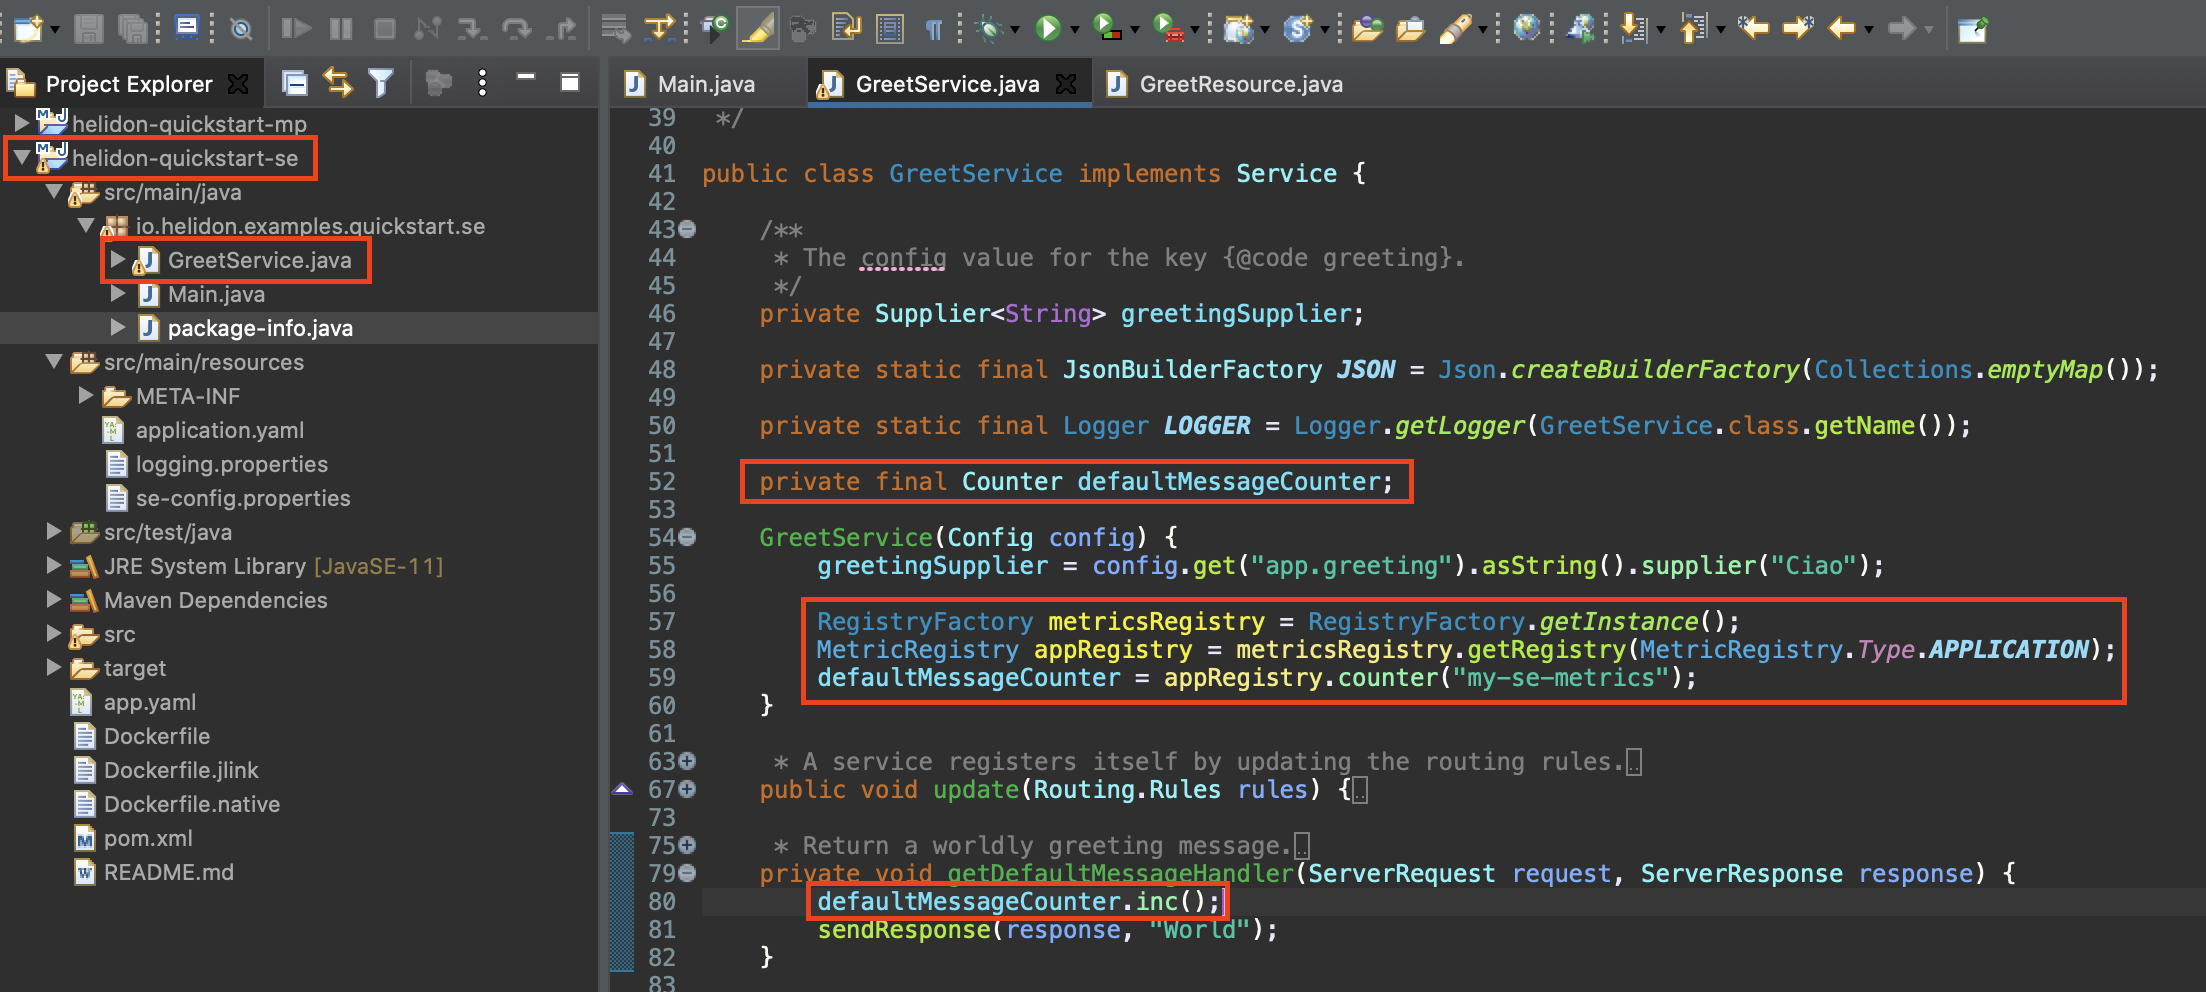 Project Explorer
helidon-quickstart-mp
helidon-quickstart-se
src/main/java
io.helidon.examples.quickstart.se
GreetService.java
Main.java
package-info.java
src/main/resources
META-INF
application.yaml
logging.properties
se-config.properties
src/test/java
JRE System Library [JavaSE-11]
Maven Dependencies
src
target
app.yaml
Dockerfile
Dockerfile.jlink
Dockerfile.native
pom.xml
README.md
Main.java
GreetService.java
GreetResource.java
39 */
40
41 public class GreetService implements Service {
42
43 /**
44 * The config value for the key {@code greeting}.
45 */
46 private Supplier<String> greetingSupplier;
47
48 private static final JsonBuilderFactory JSON = Json.createBuilderFactory(Collections.emptyMap());
49
50 private static final Logger LOGGER = Logger.getLogger(GreetService.class.getName());
51
52 private final Counter defaultMessageCounter;
53
54 GreetService(Config config) {
55 greetingSupplier = config.get("app.greeting").asString().supplier("Ciao");
56
57 RegistryFactory metricsRegistry = RegistryFactory.getInstance();
58 MetricRegistry appRegistry = metricsRegistry.getRegistry(MetricRegistry.Type.APPLICATION);
59 defaultMessageCounter = appRegistry.counter("my-se-metrics");
60 }
61
63 * A service registers itself by updating the routing rules.
67 public void update(Routing.Rules rules) {
73
75 * Return a worldly greeting message.
79 private void getDefaultMessageHandler(ServerRequest request, ServerResponse response) {
80 defaultMessageCounter.inc();
81 sendResponse(response, "World");
82 }
83